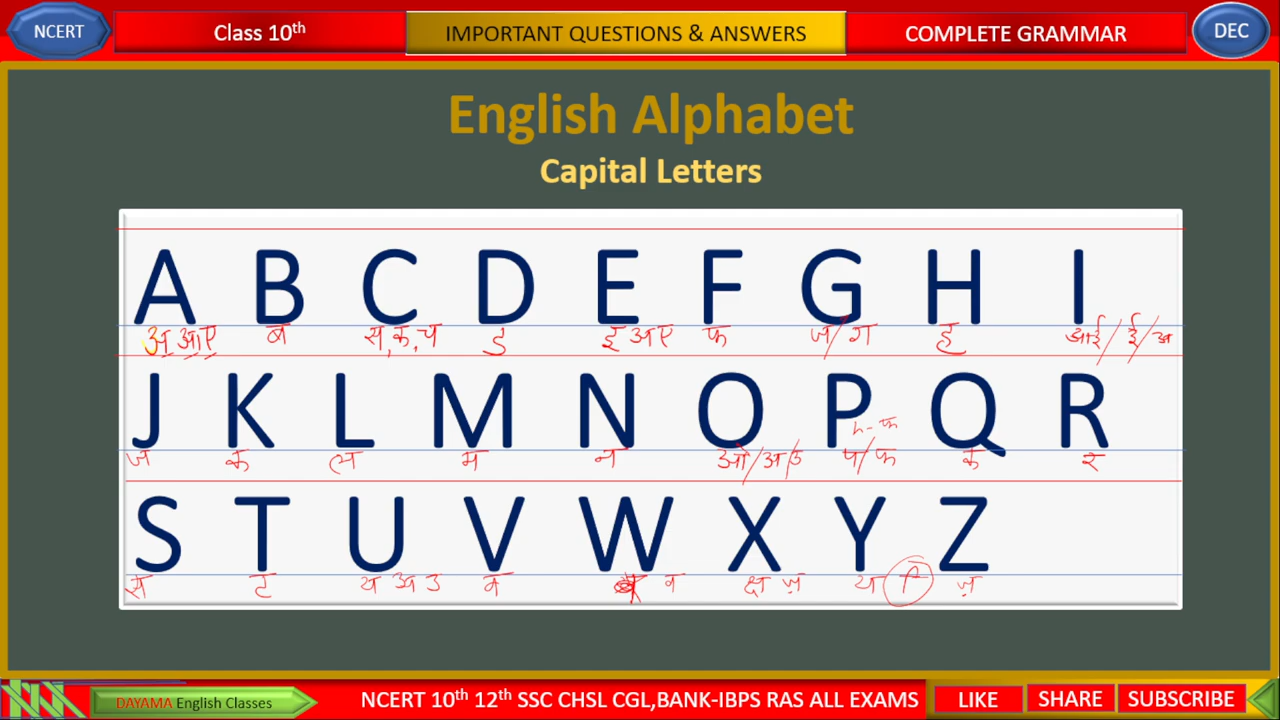 NCERT Class 10th IMPORTANT QUESTIONS & ANSWERS COMPLETE GRAMMAR DEC
English Alphabet
Capital Letters
A B C D E F G H I
अ आ ए ब स,क,च ड इ अ ए फ ज/ग ह आई/ई/अ
J K L M N O P Q R
h-फ
ज क ल म न ओ/अ/उ प/फ क र
S T U V W X Y Z
स ट य अ उ व व क्ष ज़ य ज़
DAYAMA English Classes NCERT 10th 12th SSC CHSL CGL,BANK-IBPS RAS ALL EXAMS LIKE SHARE SUBSCRIBE